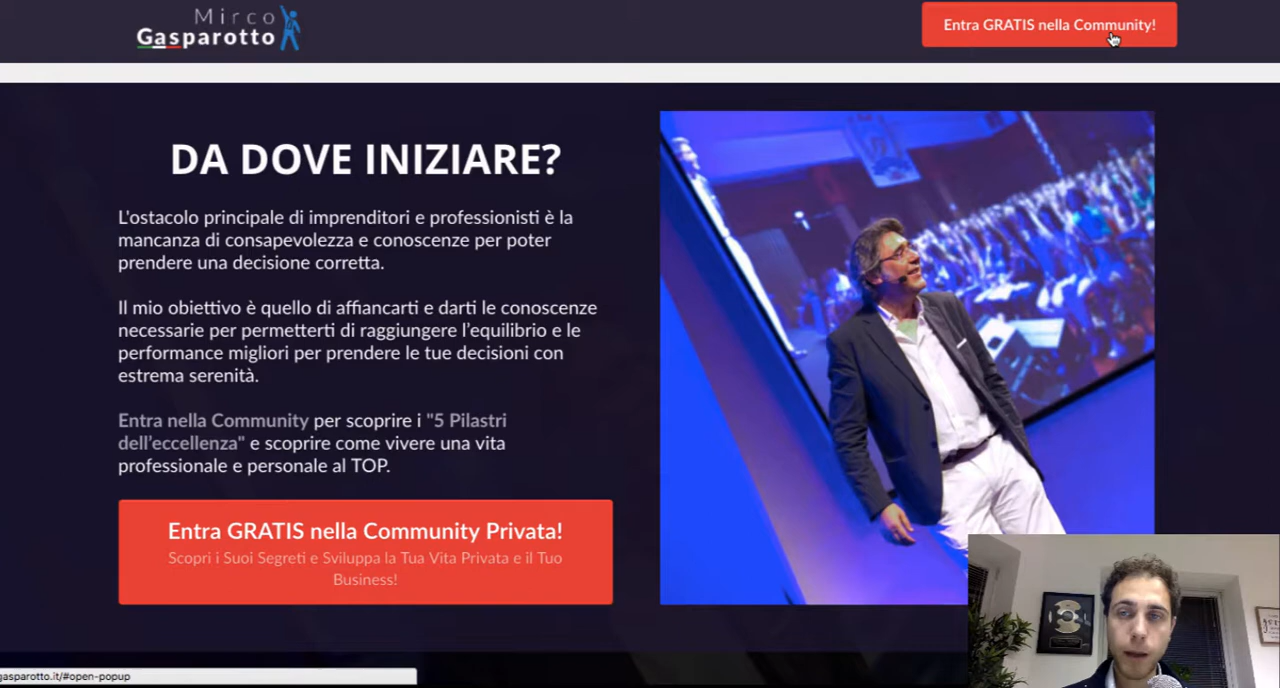 Mirco
Gasparotto
Entra GRATIS nella Community!
DA DOVE INIZIARE?
L'ostacolo principale di imprenditori e professionisti è la
mancanza di consapevolezza e conoscenze per poter
prendere una decisione corretta.
Il mio obiettivo è quello di affiancarti e darti le conoscenze
necessarie per permetterti di raggiungere l'equilibrio e le
performance migliori per prendere le tue decisioni con
estrema serenità.
Entra nella Community per scoprire i "5 Pilastri
dell'eccellenza" e scoprire come vivere una vita
professionale e personale al TOP.
Entra GRATIS nella Community Privata!
Scopri i Suoi Segreti e Sviluppa la Tua Vita Privata e il Tuo
Business!
gasparotto.it/#open-popup